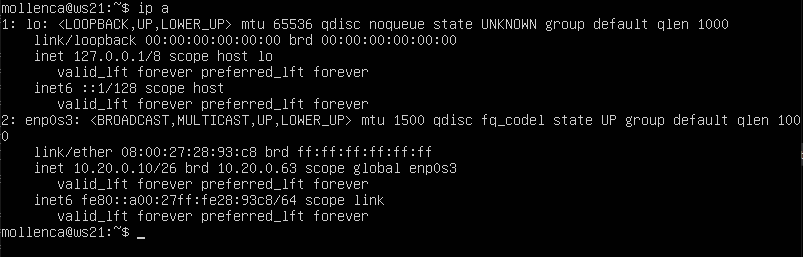 mollenca@ws21:~$ ip a
1: lo: <LOOPBACK,UP,LOWER_UP> mtu 65536 qdisc noqueue state UNKNOWN group default qlen 1000
    link/loopback 00:00:00:00:00:00 brd 00:00:00:00:00:00
    inet 127.0.0.1/8 scope host lo
       valid_lft forever preferred_lft forever
    inet6 ::1/128 scope host
       valid_lft forever preferred_lft forever
2: enp0s3: <BROADCAST,MULTICAST,UP,LOWER_UP> mtu 1500 qdisc fq_codel state UP group default qlen 100
0
    link/ether 08:00:27:28:93:c8 brd ff:ff:ff:ff:ff:ff
    inet 10.20.0.10/26 brd 10.20.0.63 scope global enp0s3
       valid_lft forever preferred_lft forever
    inet6 fe80::a00:27ff:fe28:93c8/64 scope link
       valid_lft forever preferred_lft forever
mollenca@ws21:~$ _